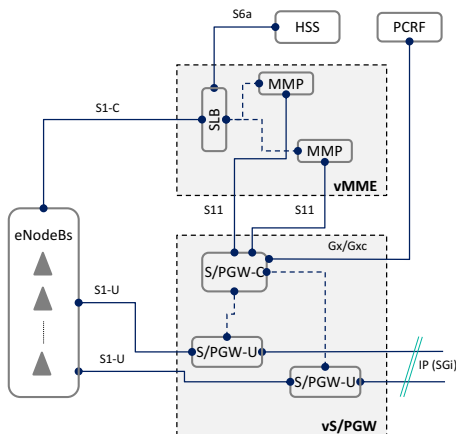 S6a
HSS
PCRF
MMP
S1-C
SLB
MMP
vMME
S11
S11
eNodeBs
Gx/Gxc
S/PGW-C
S1-U
S/PGW-U
IP (SGi)
S1-U
S/PGW-U
vS/PGW